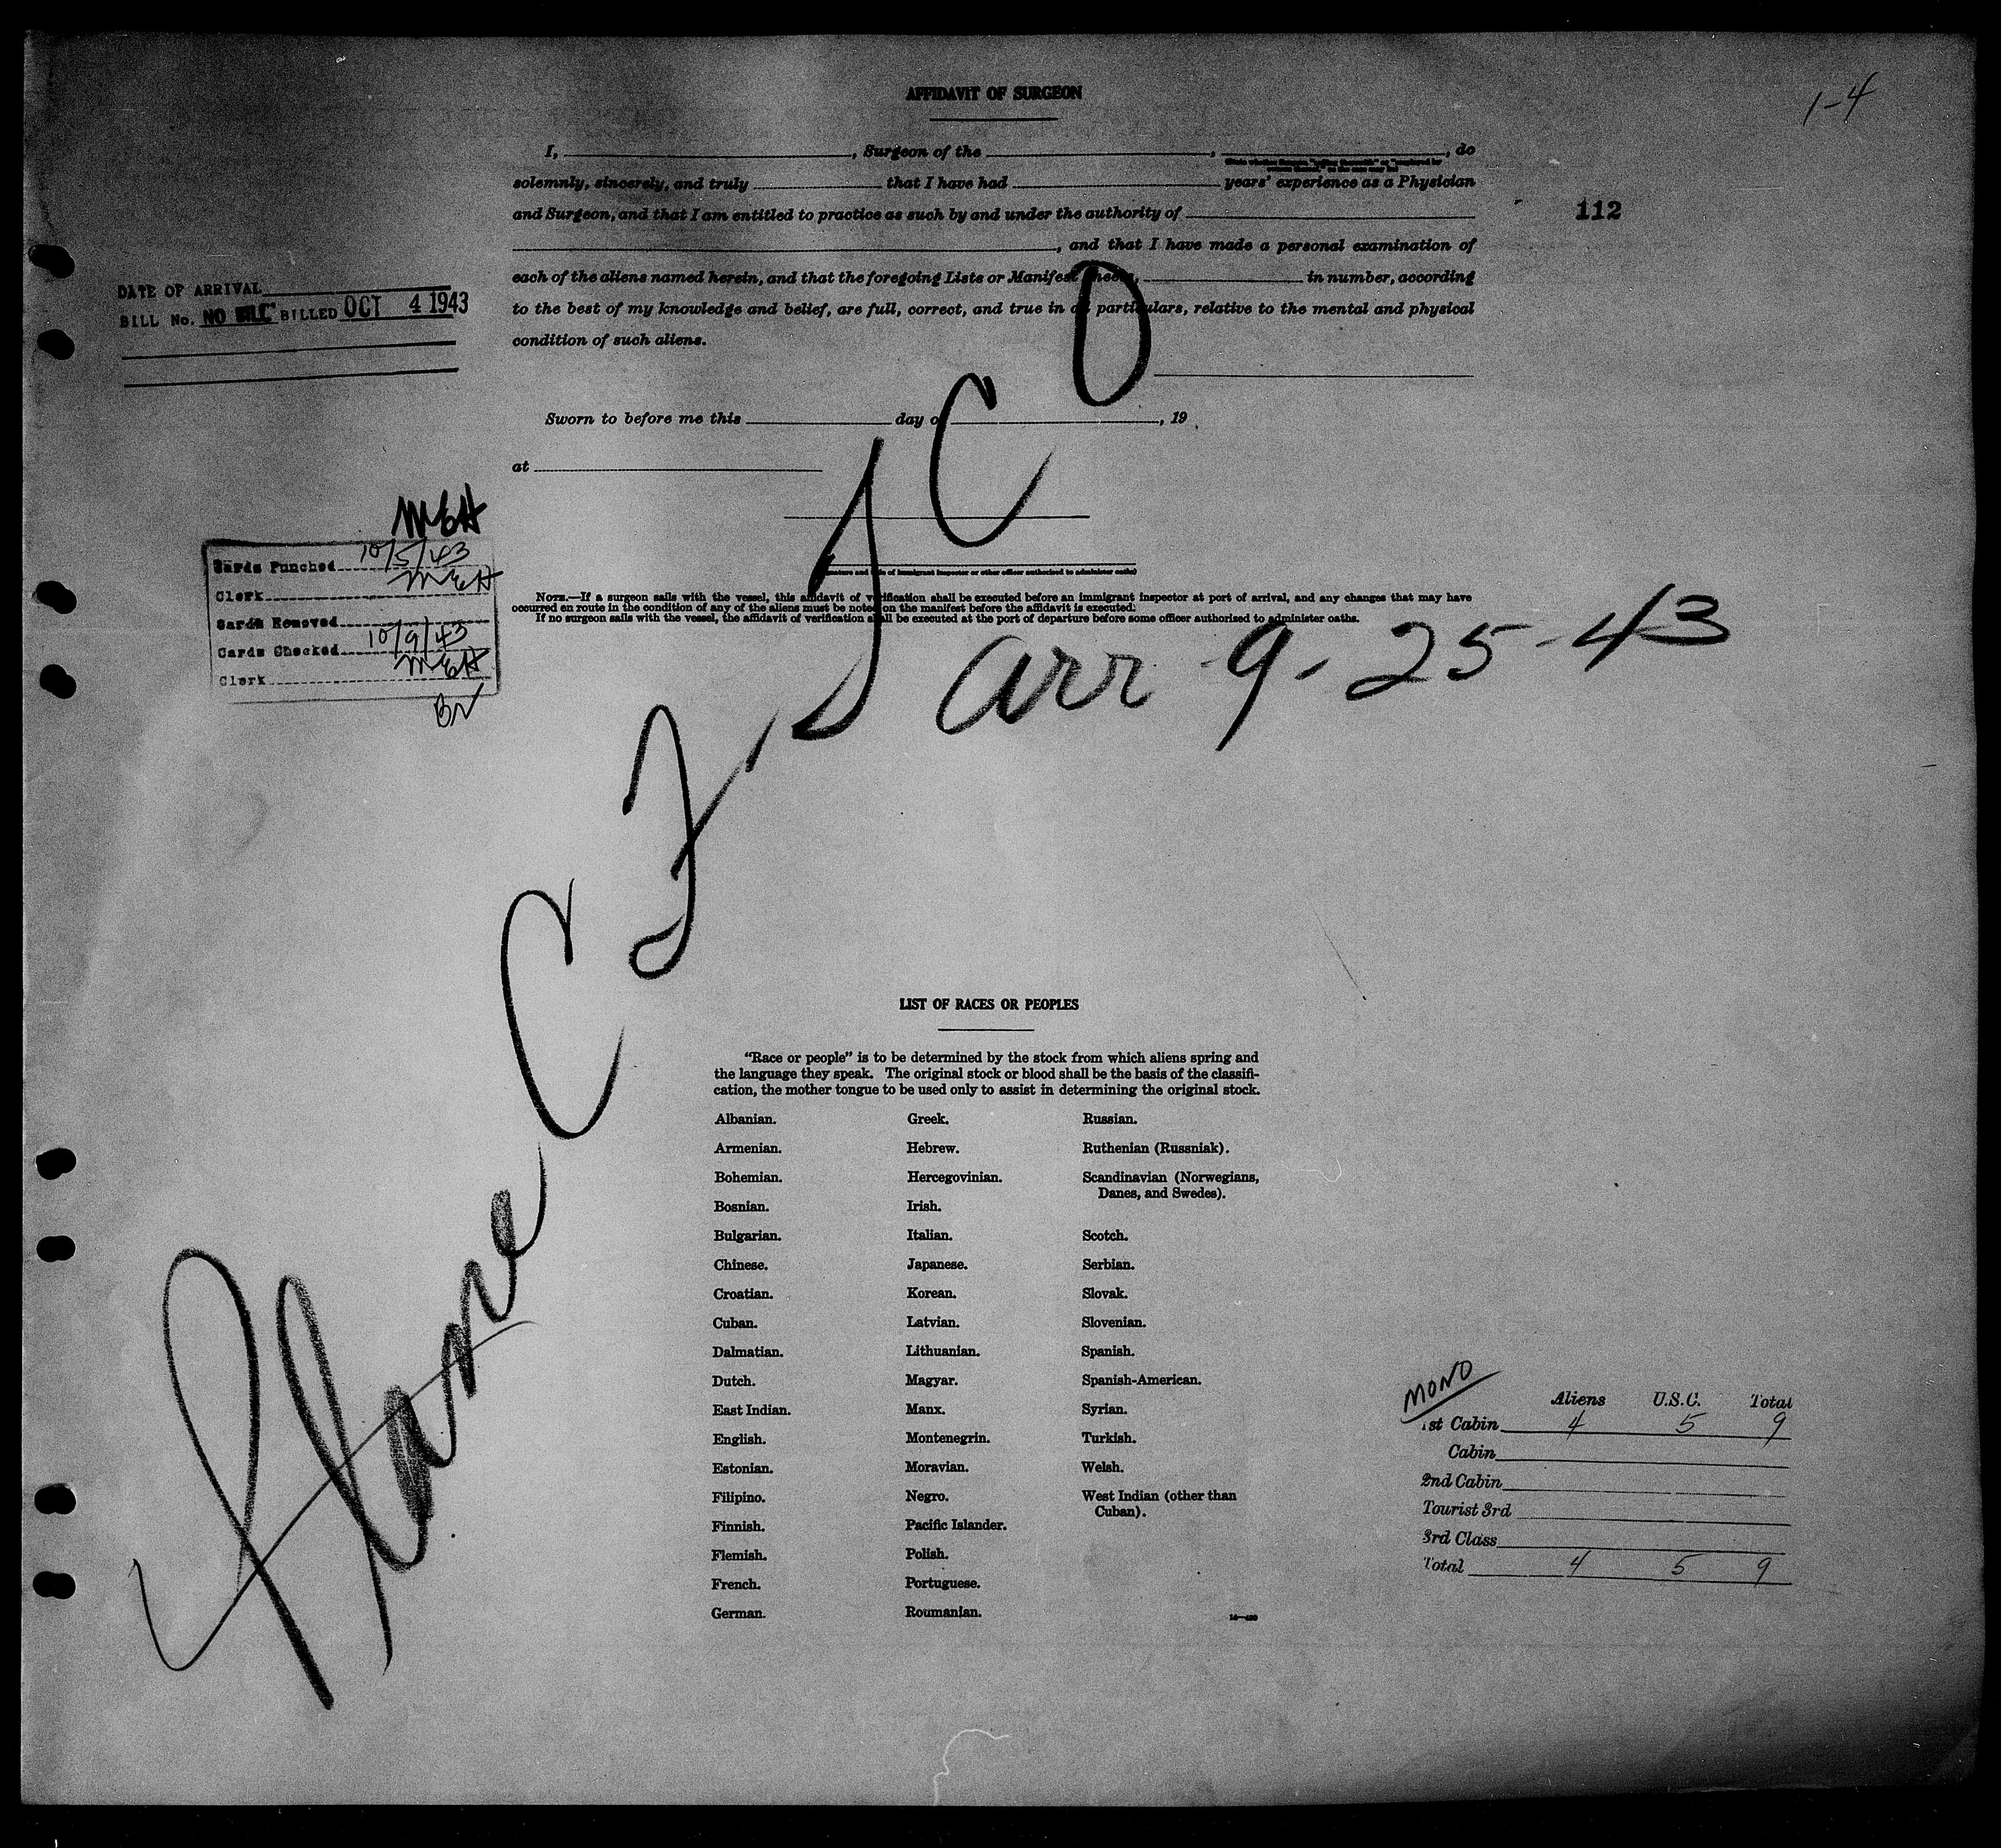 AFFIDAVIT OF SURGEON
1-4
I, , Surgeon of the , , do
solemnly, sincerely, and truly that I have had years' experience as a Physician
and Surgeon, and that I am entitled to practice as such by and under the authority of
112
, and that I have made a personal examination of
each of the aliens named herein, and that the foregoing Lists or Manifest Sheets, in number, according
to the best of my knowledge and belief, are full, correct, and true in all particulars, relative to the mental and physical
condition of such aliens.
DATE OF ARRIVAL
BILL No. NO BILL BILLED OCT 4 1943
Sworn to before me this day of , 19
at
(Signature and title of immigrant inspector or other officer authorized to administer oaths)
NOTE.—If a surgeon sails with the vessel, this affidavit of verification shall be executed before an immigrant inspector at port of arrival, and any changes that may have
occurred en route in the condition of any of the aliens must be noted on the manifest before the affidavit is executed.
If no surgeon sails with the vessel, the affidavit of verification shall be executed at the port of departure before some officer authorized to administer oaths.
MEH
Cards Punched 10/5/43
Clerk MEH
Cards Removed
Cards Checked 10/9/43
Clerk MEH
Plane C
arr 9-25-43
LIST OF RACES OR PEOPLES
"Race or people" is to be determined by the stock from which aliens spring and
the language they speak. The original stock or blood shall be the basis of the classifi-
cation, the mother tongue to be used only to assist in determining the original stock.
Albanian.
Armenian.
Bohemian.
Bosnian.
Bulgarian.
Chinese.
Croatian.
Cuban.
Dalmatian.
Dutch.
East Indian.
English.
Estonian.
Filipino.
Finnish.
Flemish.
French.
German.
Greek.
Hebrew.
Hercegovinian.
Irish.
Italian.
Japanese.
Korean.
Latvian.
Lithuanian.
Magyar.
Manx.
Montenegrin.
Moravian.
Negro.
Pacific Islander.
Polish.
Portuguese.
Roumanian.
Russian.
Ruthenian (Russniak).
Scandinavian (Norwegians,
Danes, and Swedes).
Scotch.
Serbian.
Slovak.
Slovenian.
Spanish.
Spanish-American.
Syrian.
Turkish.
Welsh.
West Indian (other than
Cuban).
MONO
Aliens U.S.C. Total
1st Cabin 4 5 9
Cabin
2nd Cabin
Tourist 3rd
3rd Class
Total 4 5 9